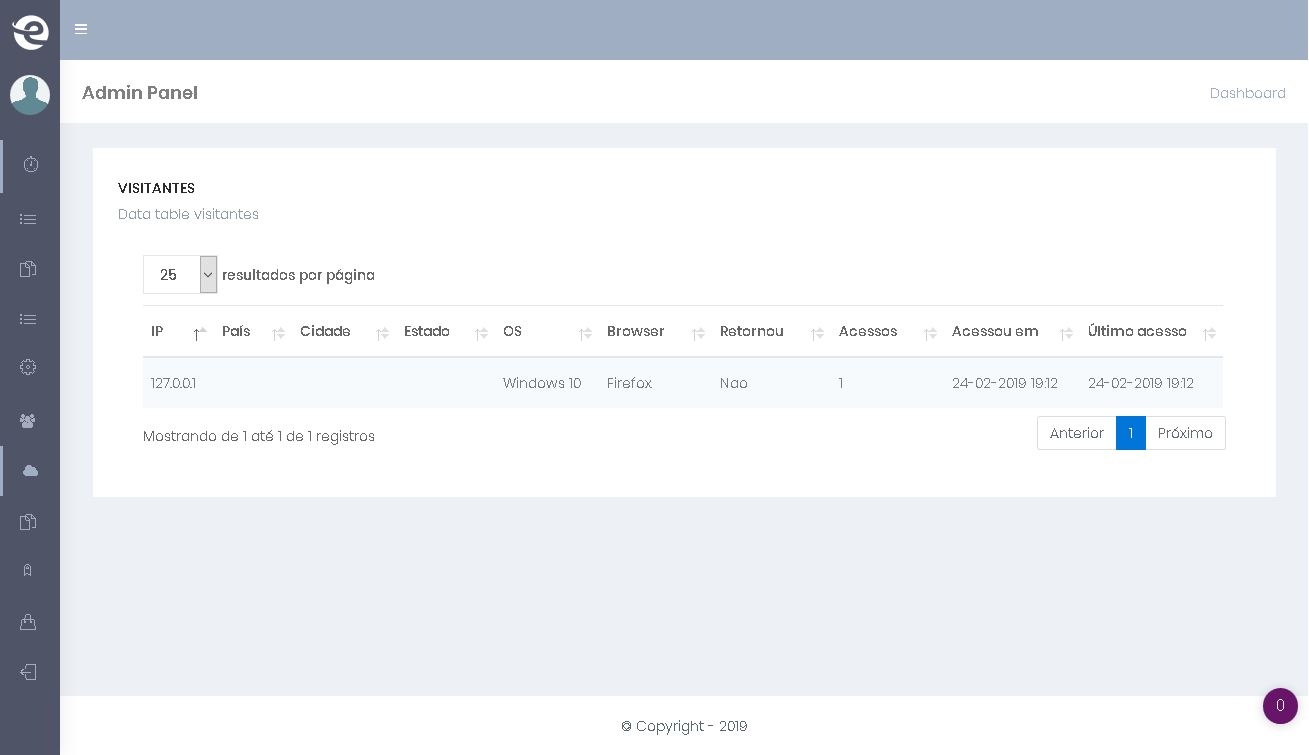 Admin Panel
Dashboard
VISITANTES
Data table visitantes
25 resultados por página
IP País Cidade Estado OS Browser Retornou Acessos Acessou em Último acesso
127.0.0.1 Windows 10 Firefox Nao 1 24-02-2019 19:12 24-02-2019 19:12
Mostrando de 1 até 1 de 1 registros
Anterior 1 Próximo
0
© Copyright - 2019